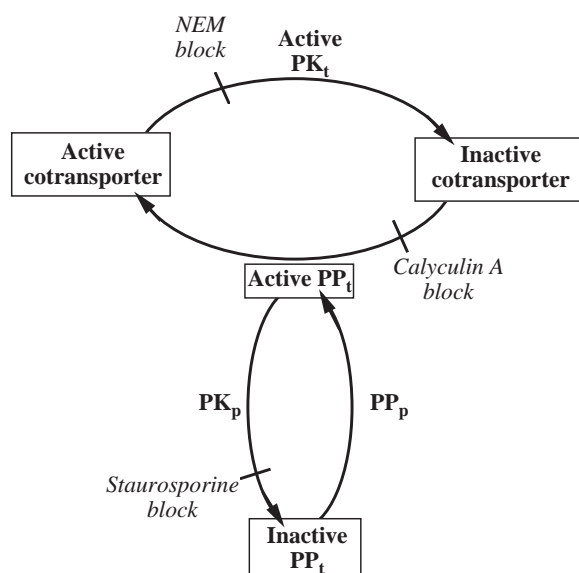 NEM
block
Active
PKt
Active
cotransporter
Inactive
cotransporter
Calyculin A
block
Active PPt
PKp
PPp
Staurosporine
block
Inactive
PPt